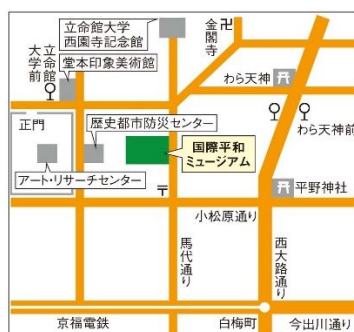 立命館大学
西園寺記念館
金閣寺
卍
立命館
大学前
堂本印象美術館
わら天神
わら天神前
正門
歴史都市防災センター
国際平和
ミュージアム
アート・リサーチセンター
〒
平野神社
小松原通り
馬代通り
西大路通り
京福電鉄
白梅町
今出川通り